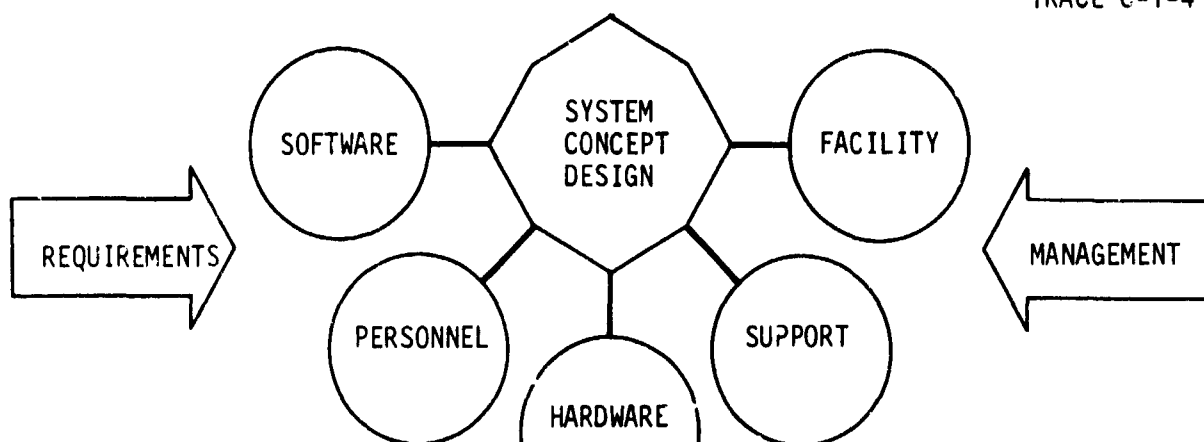 SYSTEM
CONCEPT
DESIGN
SOFTWARE
FACILITY
REQUIREMENTS
MANAGEMENT
PERSONNEL
SUPPORT
HARDWARE